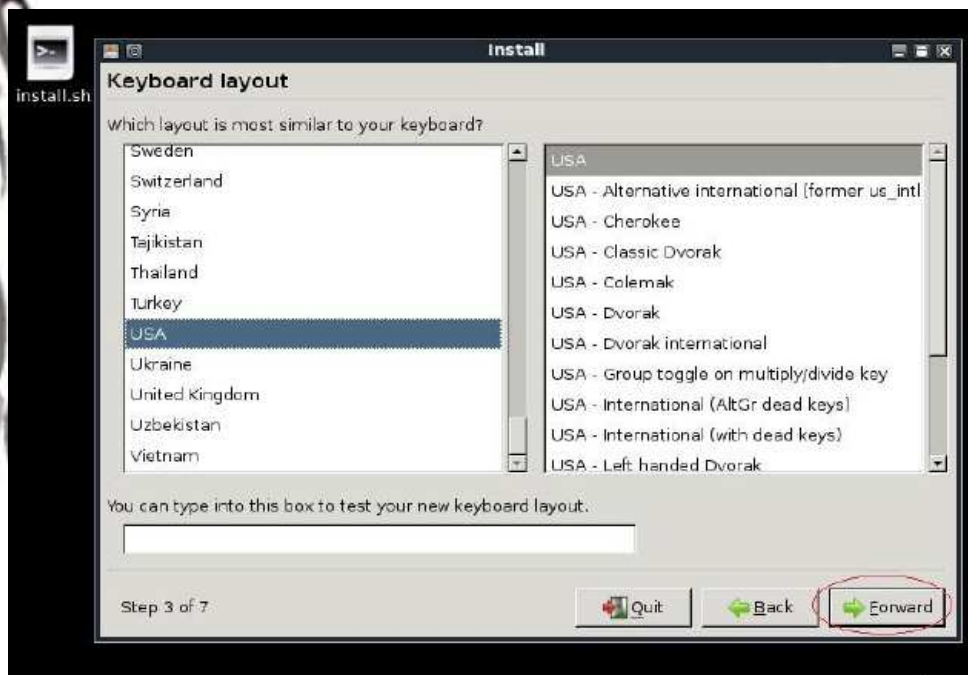 install.sh
Install
Keyboard layout
Which layout is most similar to your keyboard?
Sweden
Switzerland
Syria
Tajikistan
Thailand
Turkey
USA
Ukraine
United Kingdom
Uzbekistan
Vietnam
USA
USA - Alternative international (former us_intl
USA - Cherokee
USA - Classic Dvorak
USA - Colemak
USA - Dvorak
USA - Dvorak international
USA - Group toggle on multiply/divide key
USA - International (AltGr dead keys)
USA - International (with dead keys)
USA - Left handed Dvorak
You can type into this box to test your new keyboard layout.
Step 3 of 7
Quit
Back
Forward